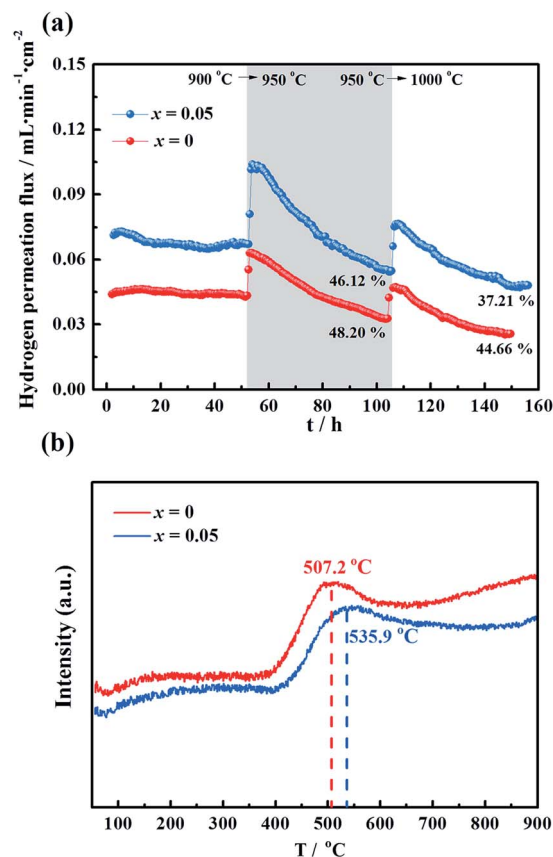 (a)
Hydrogen permeation flux / mL·min⁻¹·cm⁻²
0.15
0.12
0.09
0.06
0.03
0.00
900 °C → 950 °C
950 °C → 1000 °C
x = 0.05
x = 0
46.12 %
48.20 %
37.21 %
44.66 %
0 20 40 60 80 100 120 140 160
t / h
(b)
Intensity (a.u.)
x = 0
x = 0.05
507.2 °C
535.9 °C
100 200 300 400 500 600 700 800 900
T / °C